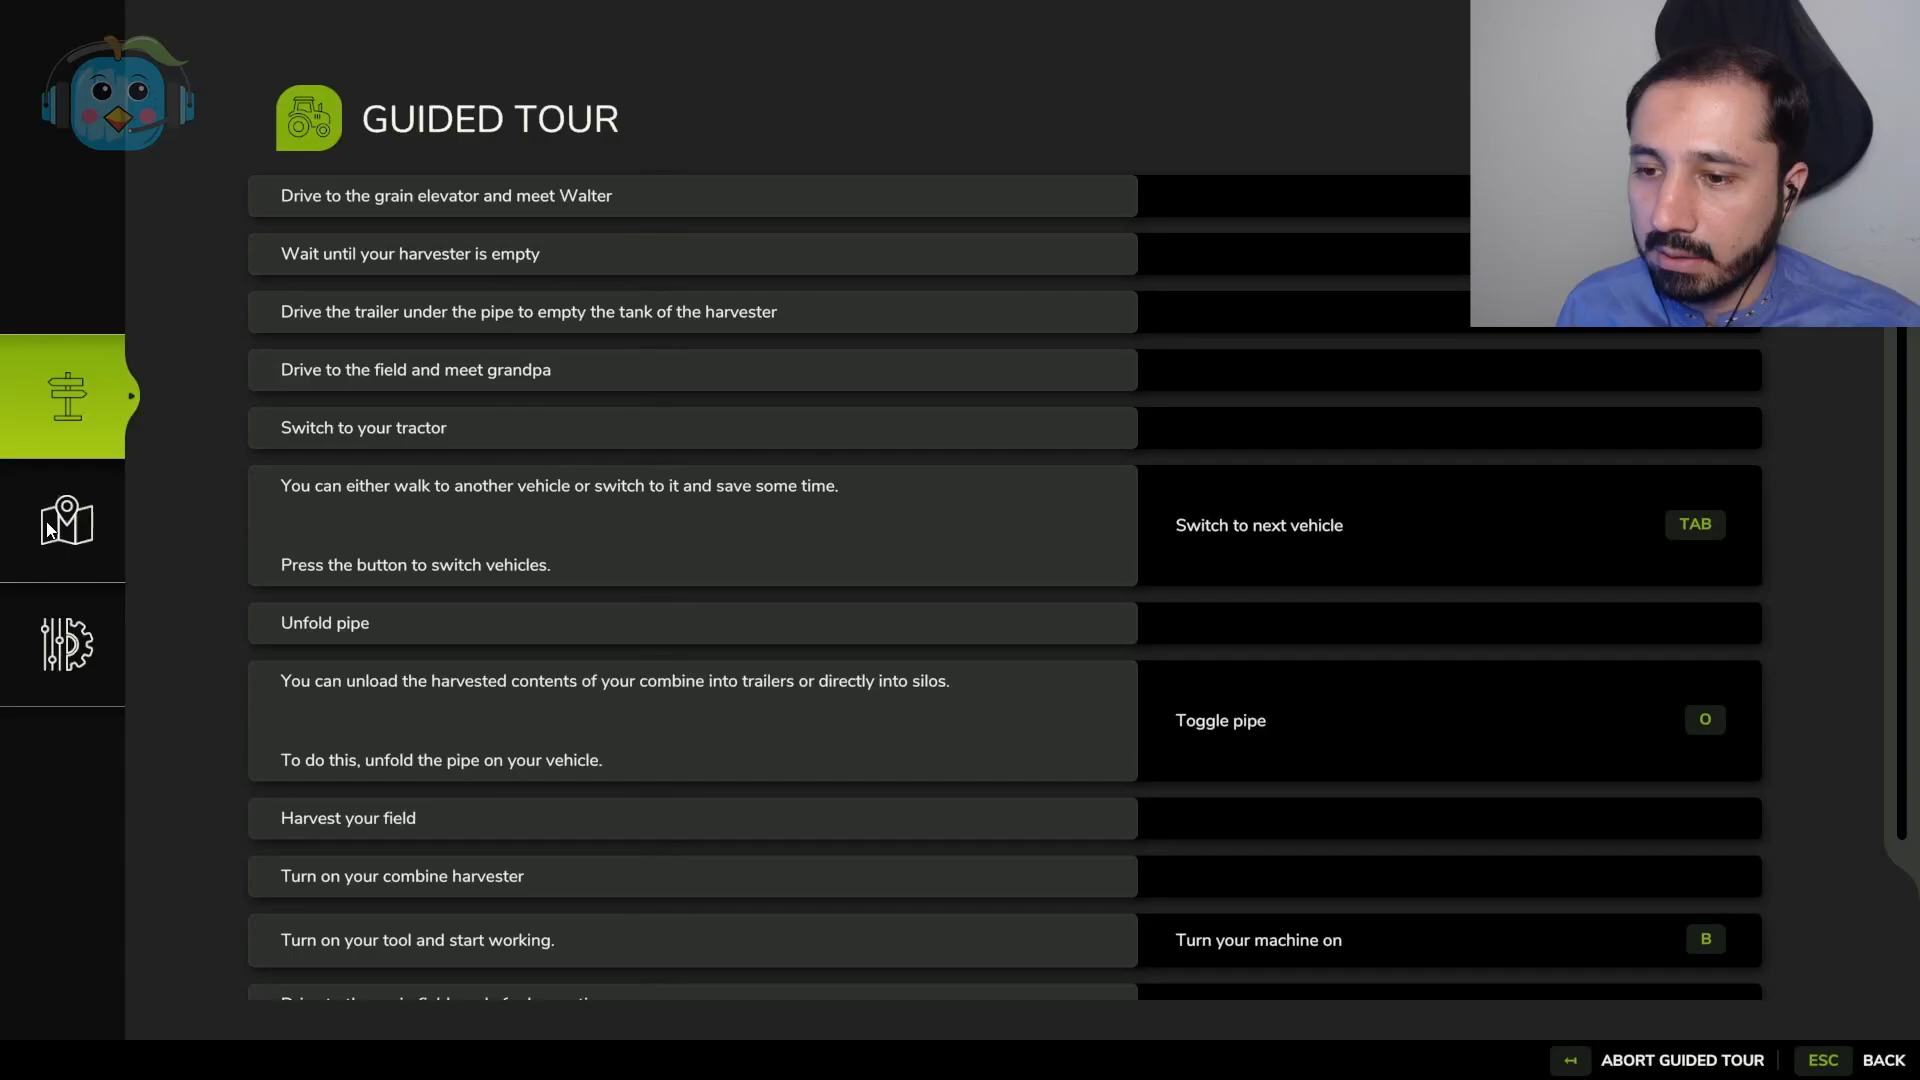 GUIDED TOUR
Drive to the grain elevator and meet Walter
Wait until your harvester is empty
Drive the trailer under the pipe to empty the tank of the harvester
Drive to the field and meet grandpa
Switch to your tractor
You can either walk to another vehicle or switch to it and save some time.
Press the button to switch vehicles.
Switch to next vehicle
TAB
Unfold pipe
You can unload the harvested contents of your combine into trailers or directly into silos.
To do this, unfold the pipe on your vehicle.
Toggle pipe
O
Harvest your field
Turn on your combine harvester
Turn on your tool and start working.
Turn your machine on
B
ABORT GUIDED TOUR
ESC BACK